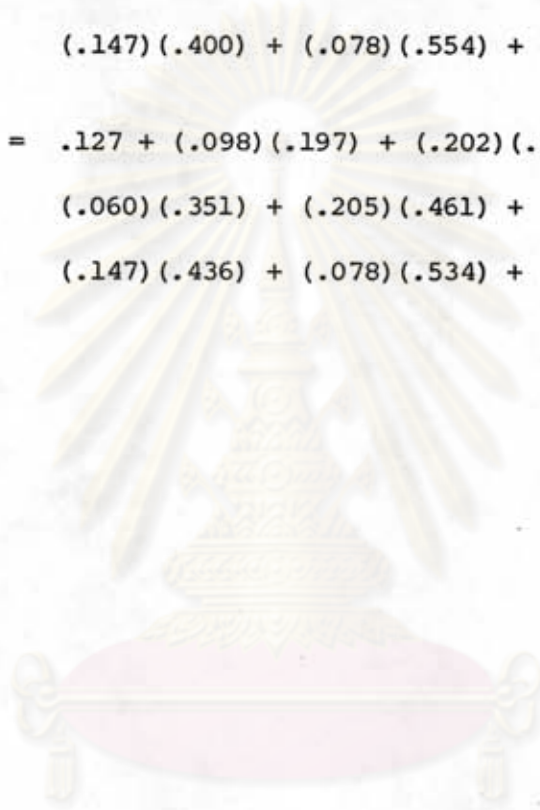 (.147)(.400) + (.078)(.554) +
= .127 + (.098)(.197) + (.202)(.
(.060)(.351) + (.205)(.461) +
(.147)(.436) + (.078)(.534) +